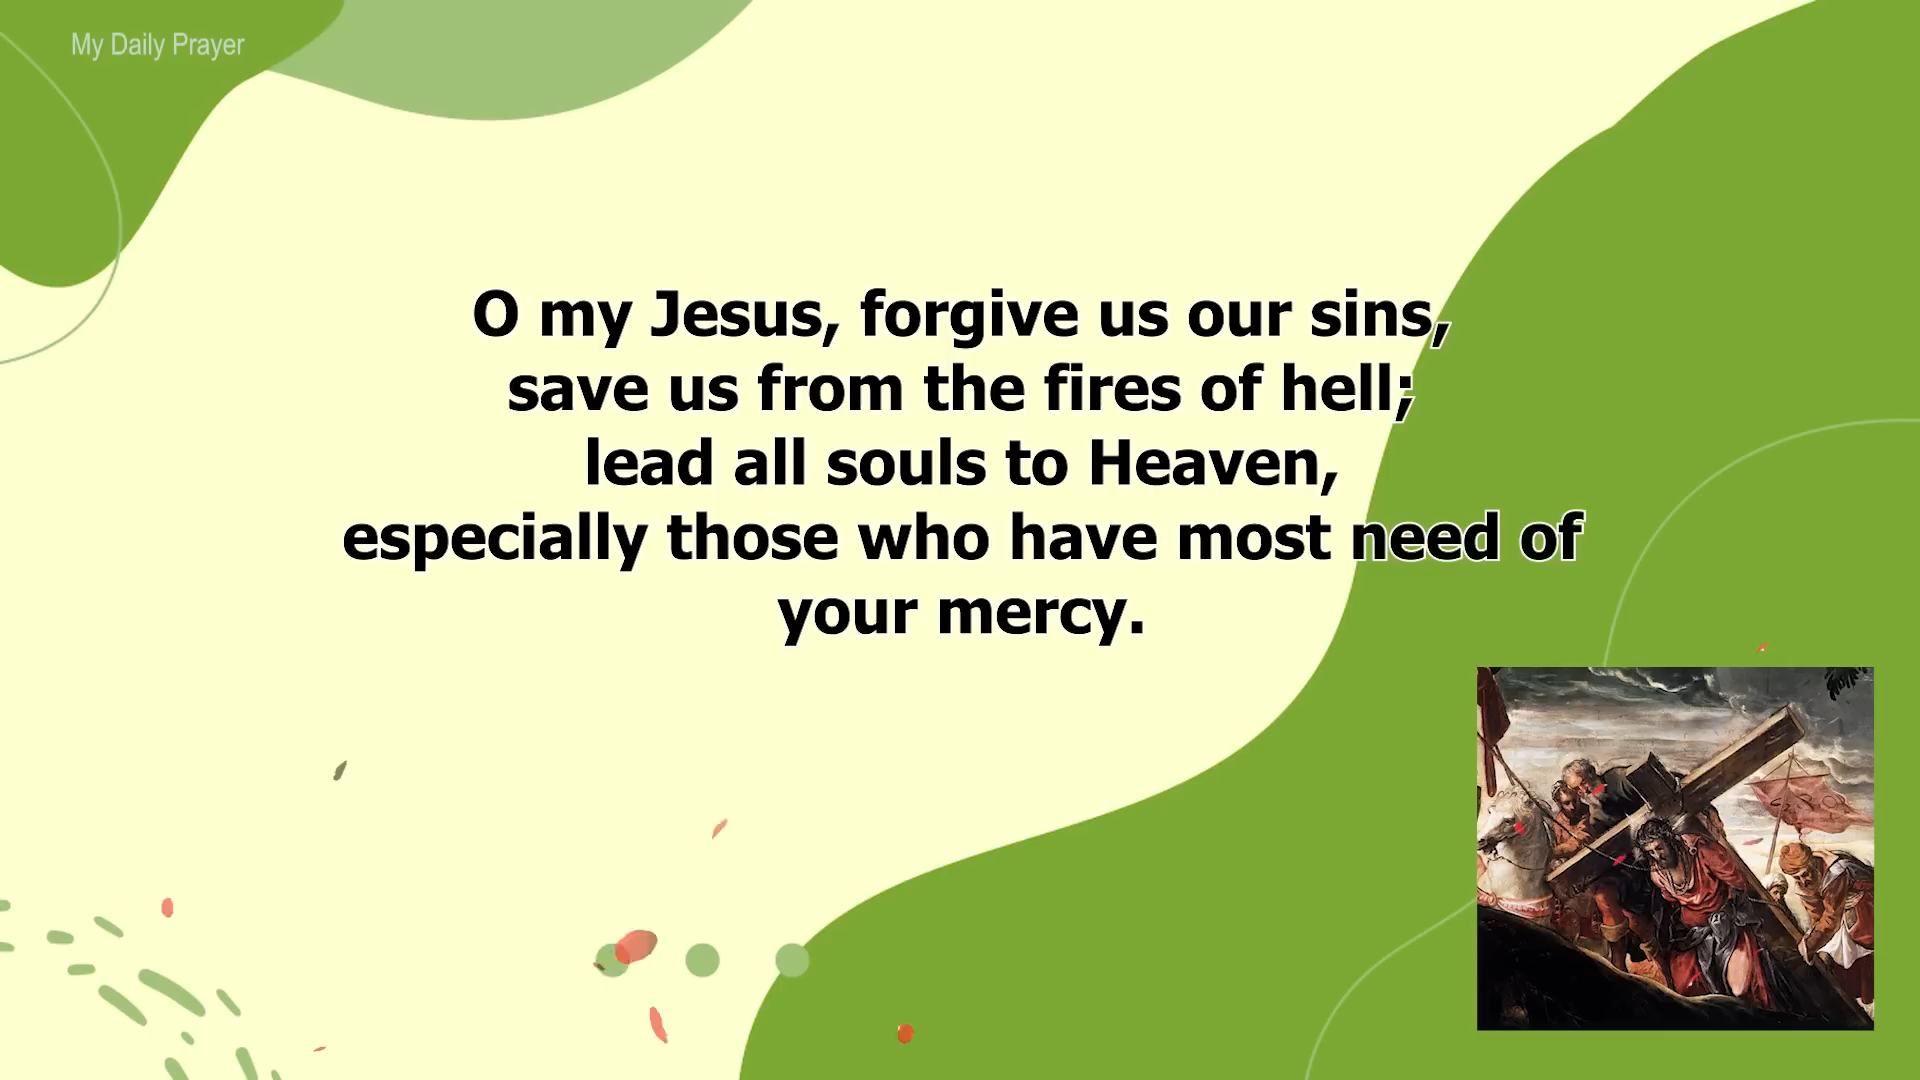 My Daily Prayer
O my Jesus, forgive us our sins,
save us from the fires of hell;
lead all souls to Heaven,
especially those who have most need of
your mercy.